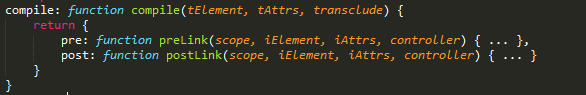 compile: function compile(tElement, tAttrs, transclude) {
    return {
        pre: function preLink(scope, iElement, iAttrs, controller) { ... },
        post: function postLink(scope, iElement, iAttrs, controller) { ... }
    }
}